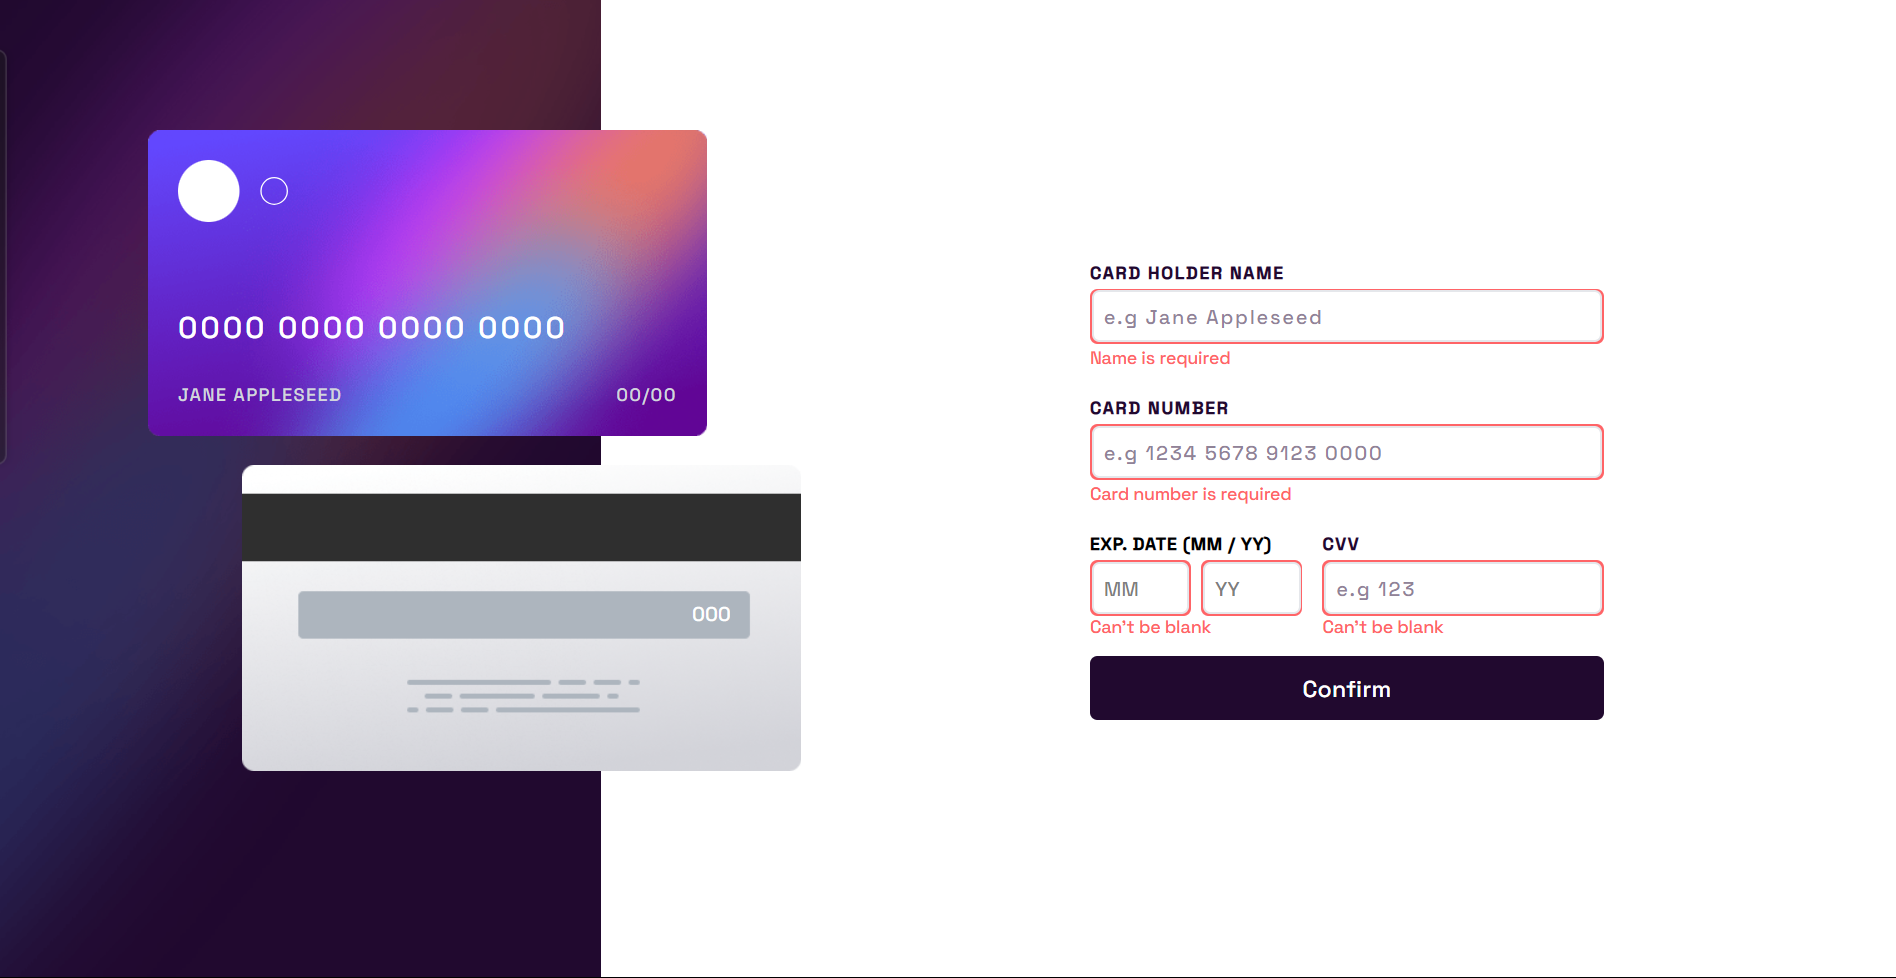 0000 0000 0000 0000
JANE APPLESEED 00/00
000
CARD HOLDER NAME
e.g Jane Appleseed
Name is required
CARD NUMBER
e.g 1234 5678 9123 0000
Card number is required
EXP. DATE (MM / YY) CVV
MM YY e.g 123
Can't be blank Can't be blank
Confirm